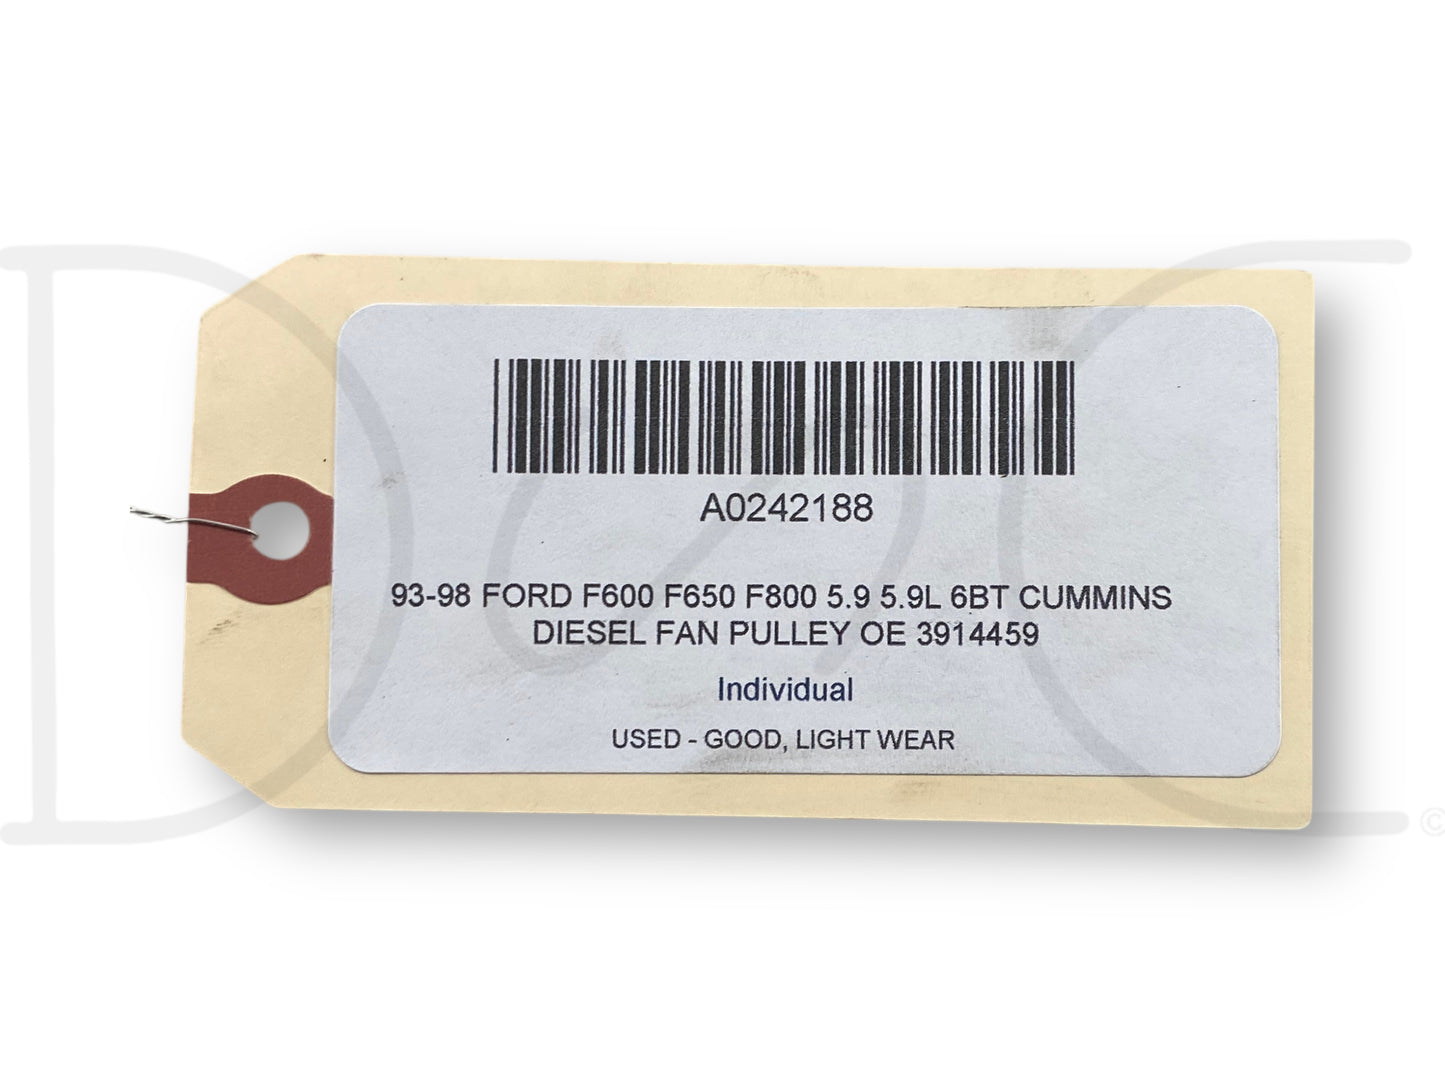 A0242188
93-98 FORD F600 F650 F800 5.9 5.9L 6BT CUMMINS
DIESEL FAN PULLEY OE 3914459
Individual
USED - GOOD, LIGHT WEAR
D C
©